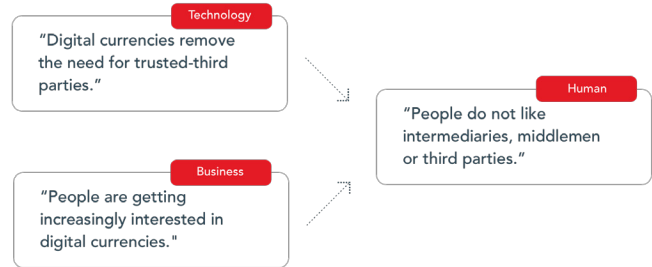 Technology
“Digital currencies remove
the need for trusted-third
parties.”
Human
“People do not like
intermediaries, middlemen
or third parties.”
Business
“People are getting
increasingly interested in
digital currencies."